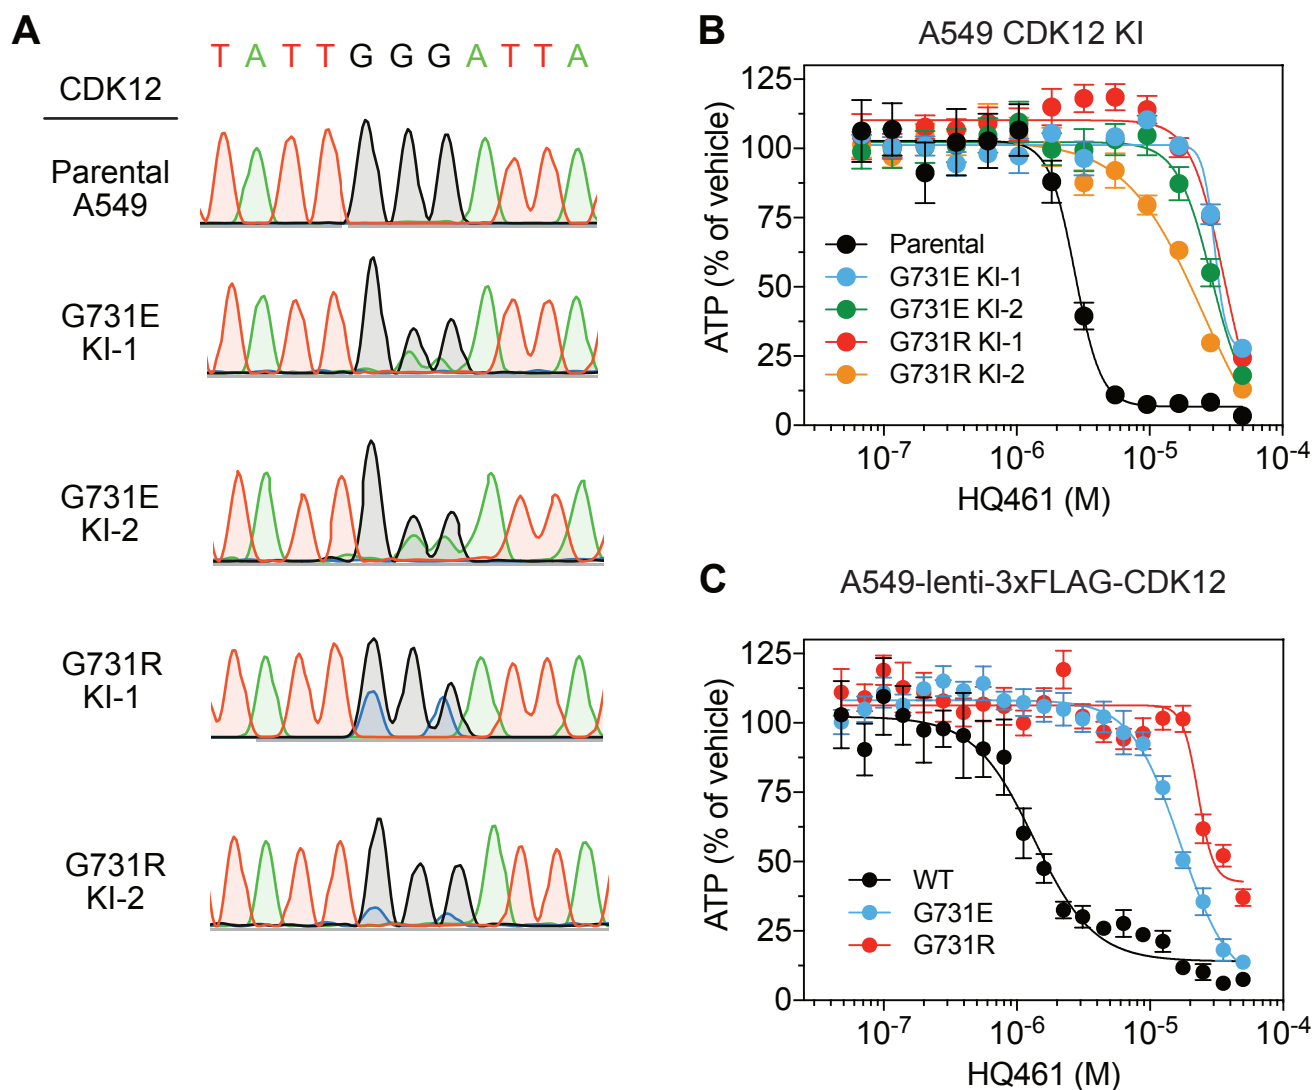 A
T A T T G G G A T T A
CDK12
Parental
A549
G731E
KI-1
G731E
KI-2
G731R
KI-1
G731R
KI-2
B
A549 CDK12 KI
ATP (% of vehicle)
125
100
75
50
25
0
Parental
G731E KI-1
G731E KI-2
G731R KI-1
G731R KI-2
10-7 10-6 10-5 10-4
HQ461 (M)
C
A549-lenti-3xFLAG-CDK12
ATP (% of vehicle)
125
100
75
50
25
0
WT
G731E
G731R
10-7 10-6 10-5 10-4
HQ461 (M)